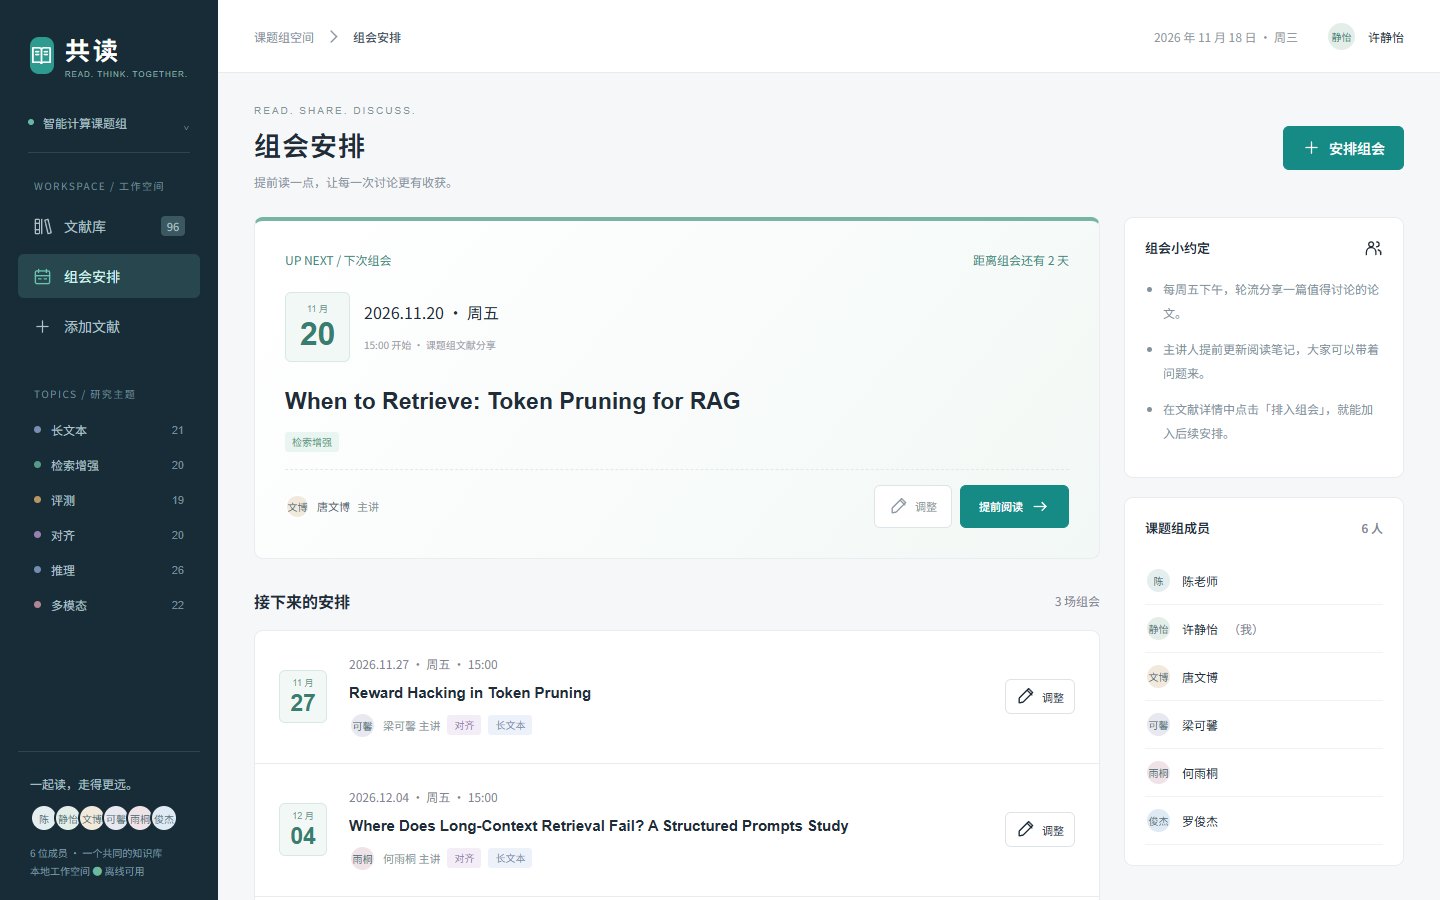 共读
READ. THINK. TOGETHER.
智能计算课题组
WORKSPACE / 工作空间
文献库 96
组会安排
添加文献
TOPICS / 研究主题
长文本 21
检索增强 20
评测 19
对齐 20
推理 26
多模态 22
一起读，走得更远。
陈 静怡 文博 可馨 雨桐 俊杰
6 位成员 · 一个共同的知识库
本地工作空间 离线可用
课题组空间 组会安排
2026 年 11 月 18 日 · 周三 静怡 许静怡
READ. SHARE. DISCUSS.
组会安排
提前读一点，让每一次讨论更有收获。
安排组会
UP NEXT / 下次组会 距离组会还有 2 天
11 月
20
2026.11.20 · 周五
15:00 开始 · 课题组文献分享
When to Retrieve: Token Pruning for RAG
检索增强
文博 唐文博 主讲 调整 提前阅读
接下来的安排 3 场组会
11 月
27
2026.11.27 · 周五 · 15:00
Reward Hacking in Token Pruning
可馨 梁可馨 主讲 对齐 长文本
调整
12 月
04
2026.12.04 · 周五 · 15:00
Where Does Long-Context Retrieval Fail? A Structured Prompts Study
雨桐 何雨桐 主讲 对齐 长文本
调整
组会小约定
每周五下午，轮流分享一篇值得讨论的论
文。
主讲人提前更新阅读笔记，大家可以带着
问题来。
在文献详情中点击「排入组会」，就能加
入后续安排。
课题组成员 6 人
陈 陈老师
静怡 许静怡 （我）
文博 唐文博
可馨 梁可馨
雨桐 何雨桐
俊杰 罗俊杰